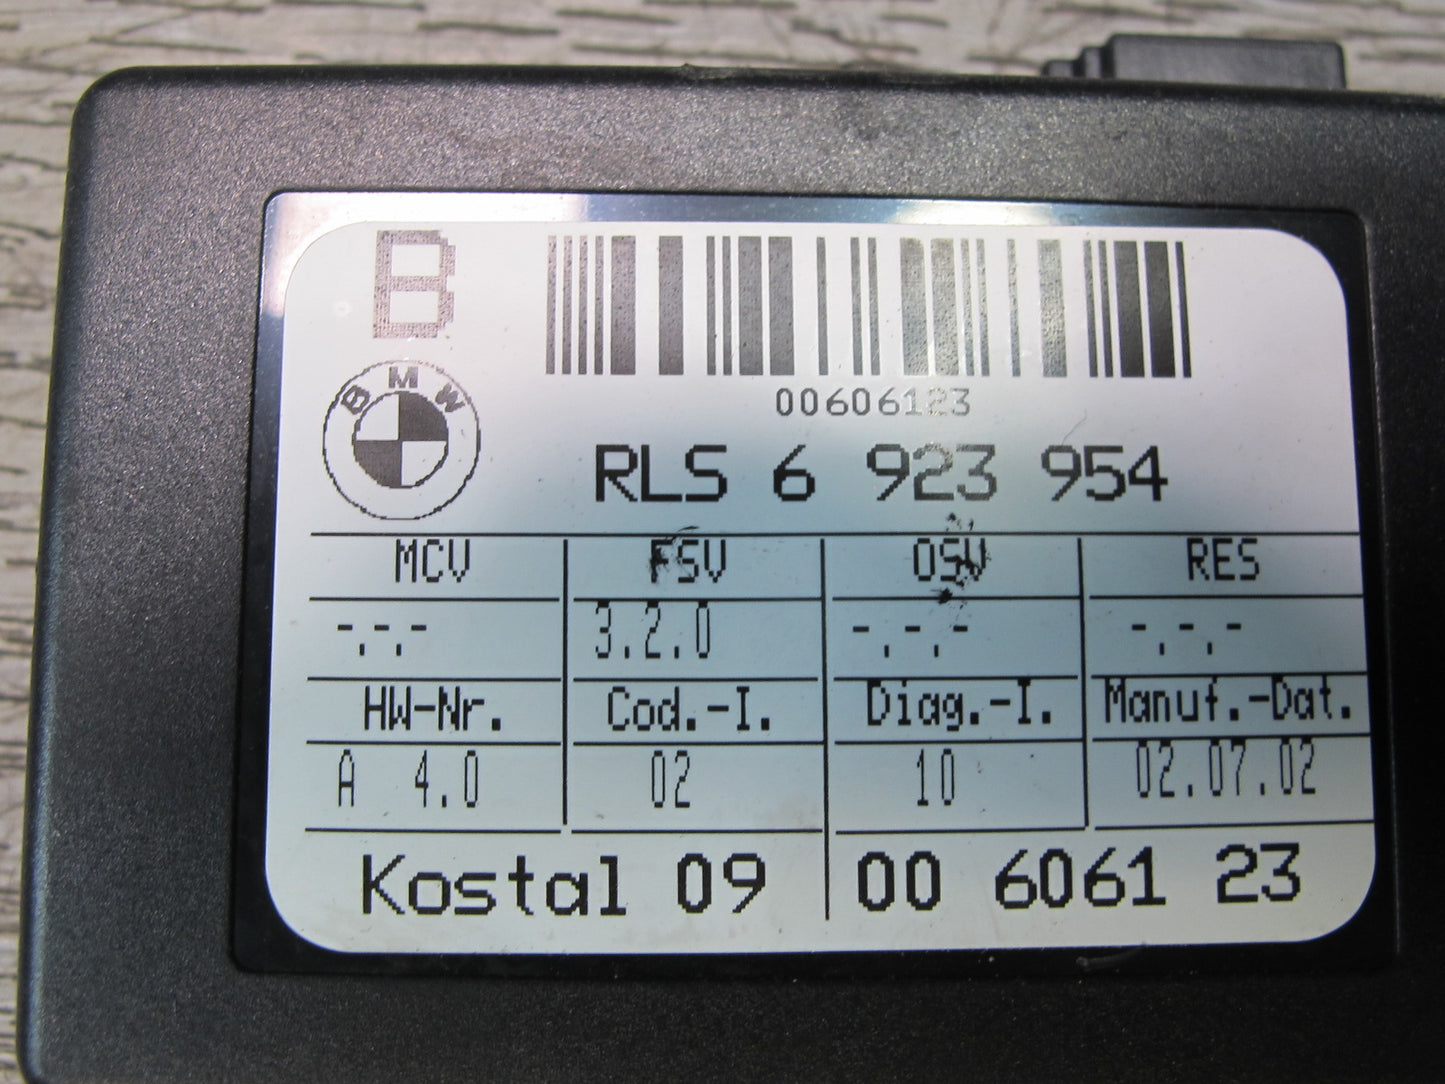 B
BMW
00606123
RLS 6 923 954
MCV FSV OSV RES
-.-.- 3.2.0 -.-.- -.-.-
HW-Nr. Cod.-I. Diag.-I. Manuf.-Dat.
A 4.0 02 10 02.07.02
Kostal 09 00 6061 23